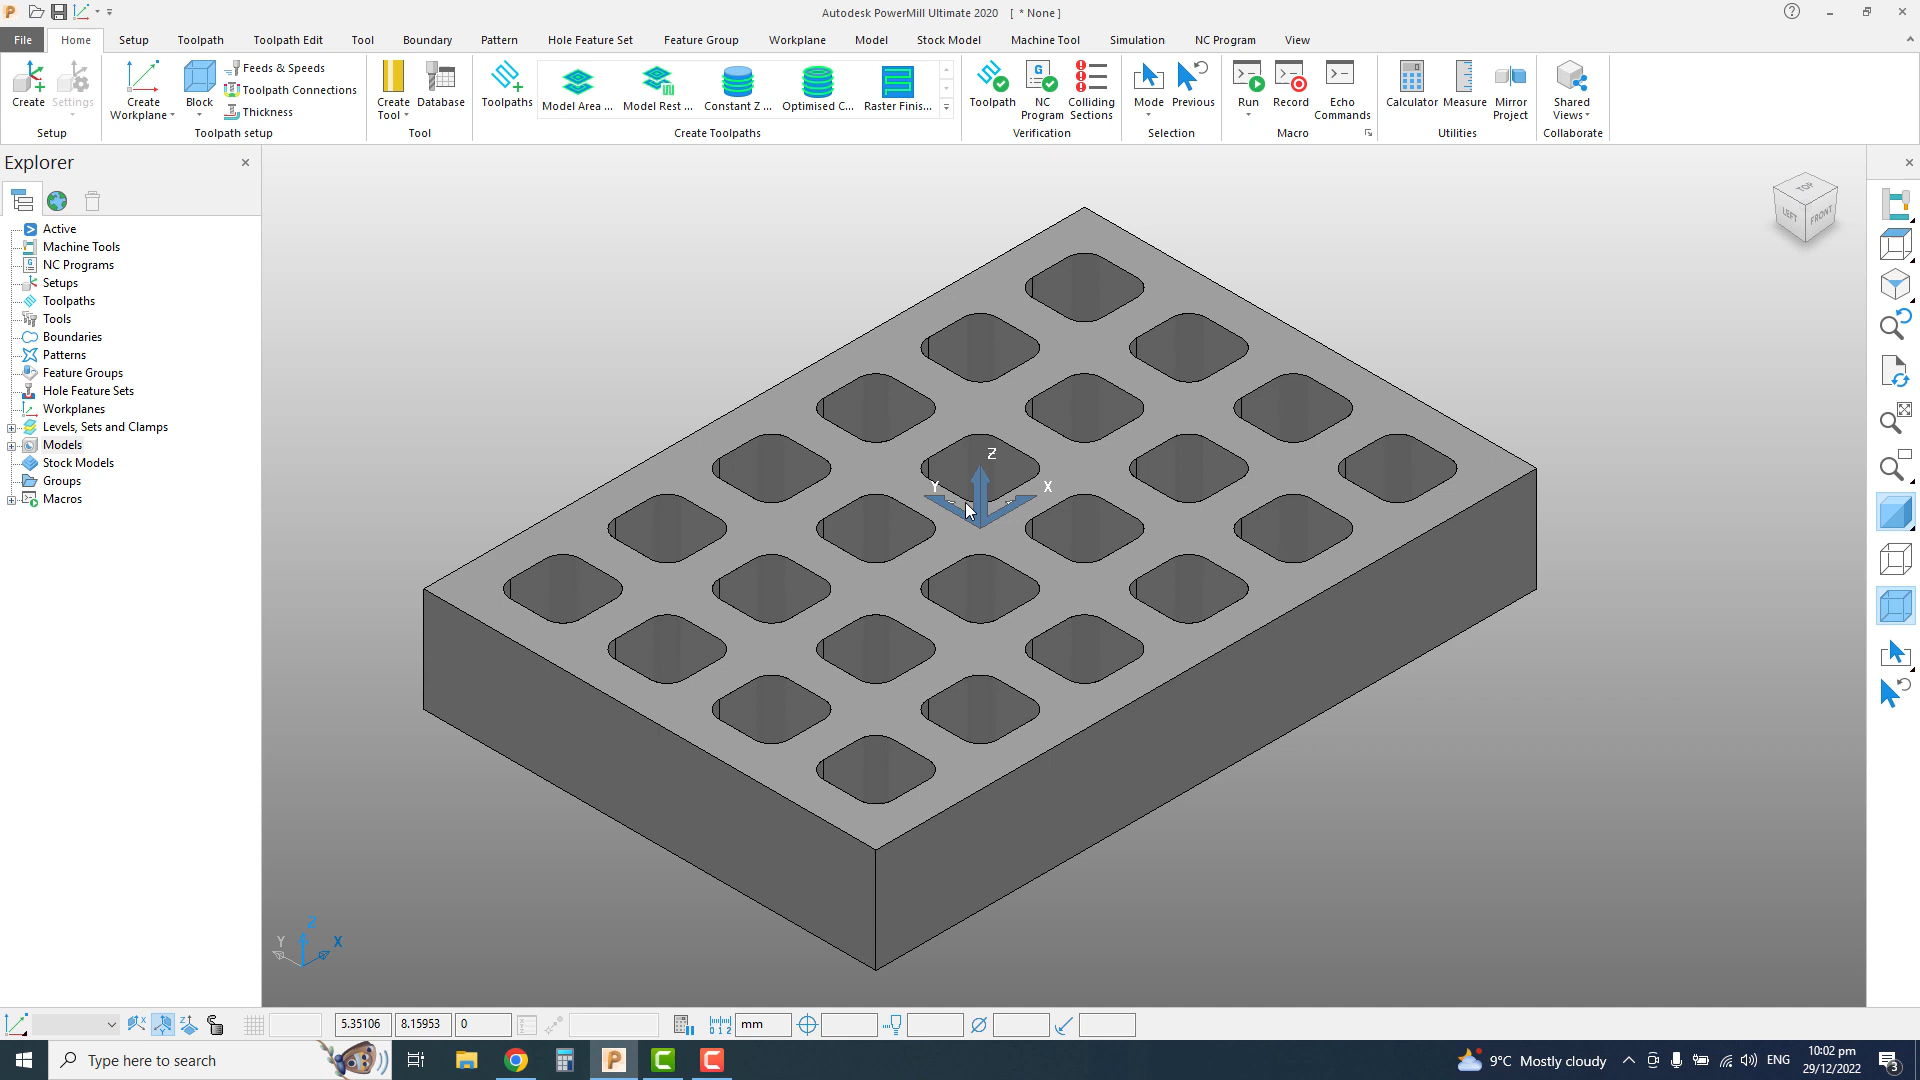 Autodesk PowerMill Ultimate 2020 [ * None ]
File Home Setup Toolpath Toolpath Edit Tool Boundary Pattern Hole Feature Set Feature Group Workplane Model Stock Model Machine Tool Simulation NC Program View
Create
Settings
Setup
Create Workplane
Block
Feeds & Speeds
Toolpath Connections
Thickness
Toolpath setup
Create Tool
Database
Tool
Toolpaths
Model Area ...
Model Rest ...
Constant Z ...
Optimised C...
Raster Finis...
Create Toolpaths
Toolpath
NC Program
Colliding Sections
Verification
Mode
Previous
Selection
Run
Record
Echo Commands
Macro
Calculator
Measure
Mirror Project
Utilities
Shared Views
Collaborate
Explorer
Active
Machine Tools
NC Programs
Setups
Toolpaths
Tools
Boundaries
Patterns
Feature Groups
Hole Feature Sets
Workplanes
Levels, Sets and Clamps
Models
Stock Models
Groups
Macros
TOP
LEFT
FRONT
Z
Y
X
Z
Y
X
5.35106 8.15953 0 mm
Type here to search
9°C Mostly cloudy
ENG
10:02 pm
29/12/2022
3